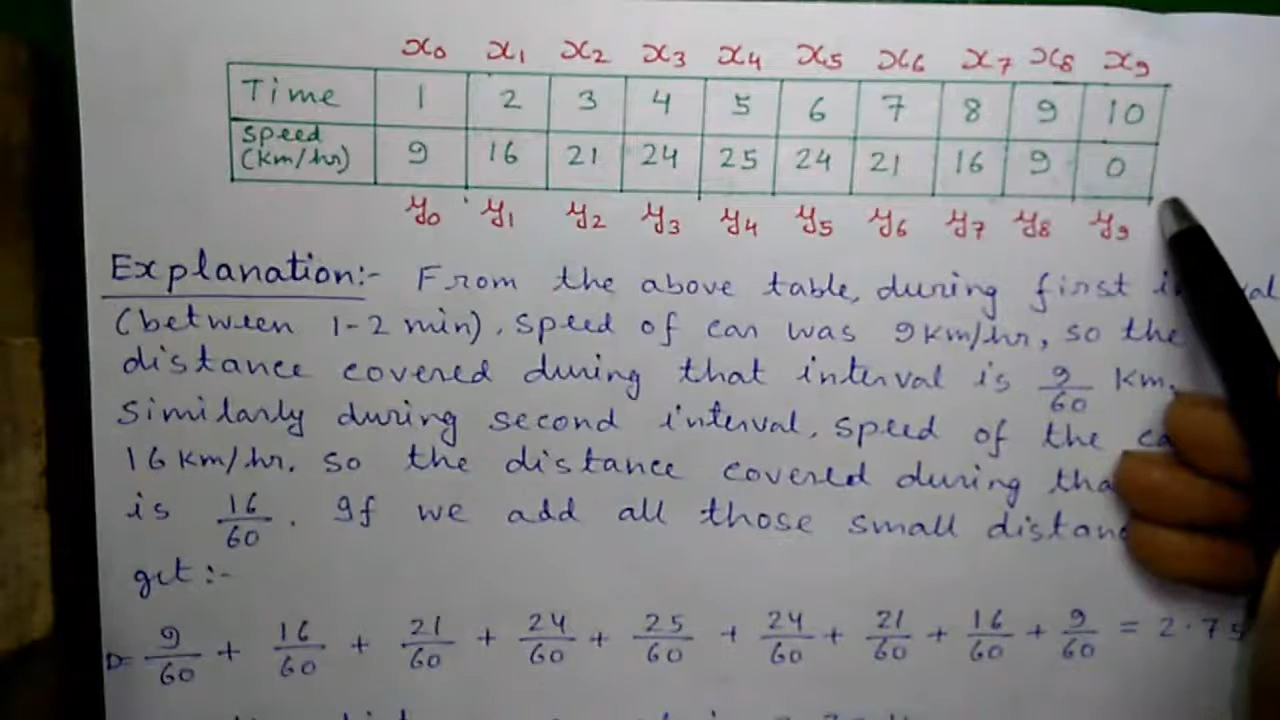 x0 x1 x2 x3 x4 x5 x6 x7 x8 x9
Time 1 2 3 4 5 6 7 8 9 10
Speed (Km/hr) 9 16 21 24 25 24 21 16 9 0
y0 y1 y2 y3 y4 y5 y6 y7 y8 y9
Explanation:- From the above table, during first
(between 1-2 min), speed of car was 9 km/hr, so the
distance covered during that interval is 9/60 Km.
Similarly during second interval, speed of the
16 km/hr. so the distance covered during
is 16/60. If we add all those small
get:-
D= 9/60 + 16/60 + 21/60 + 24/60 + 25/60 + 24/60 + 21/60 + 16/60 + 9/60 = 2.75